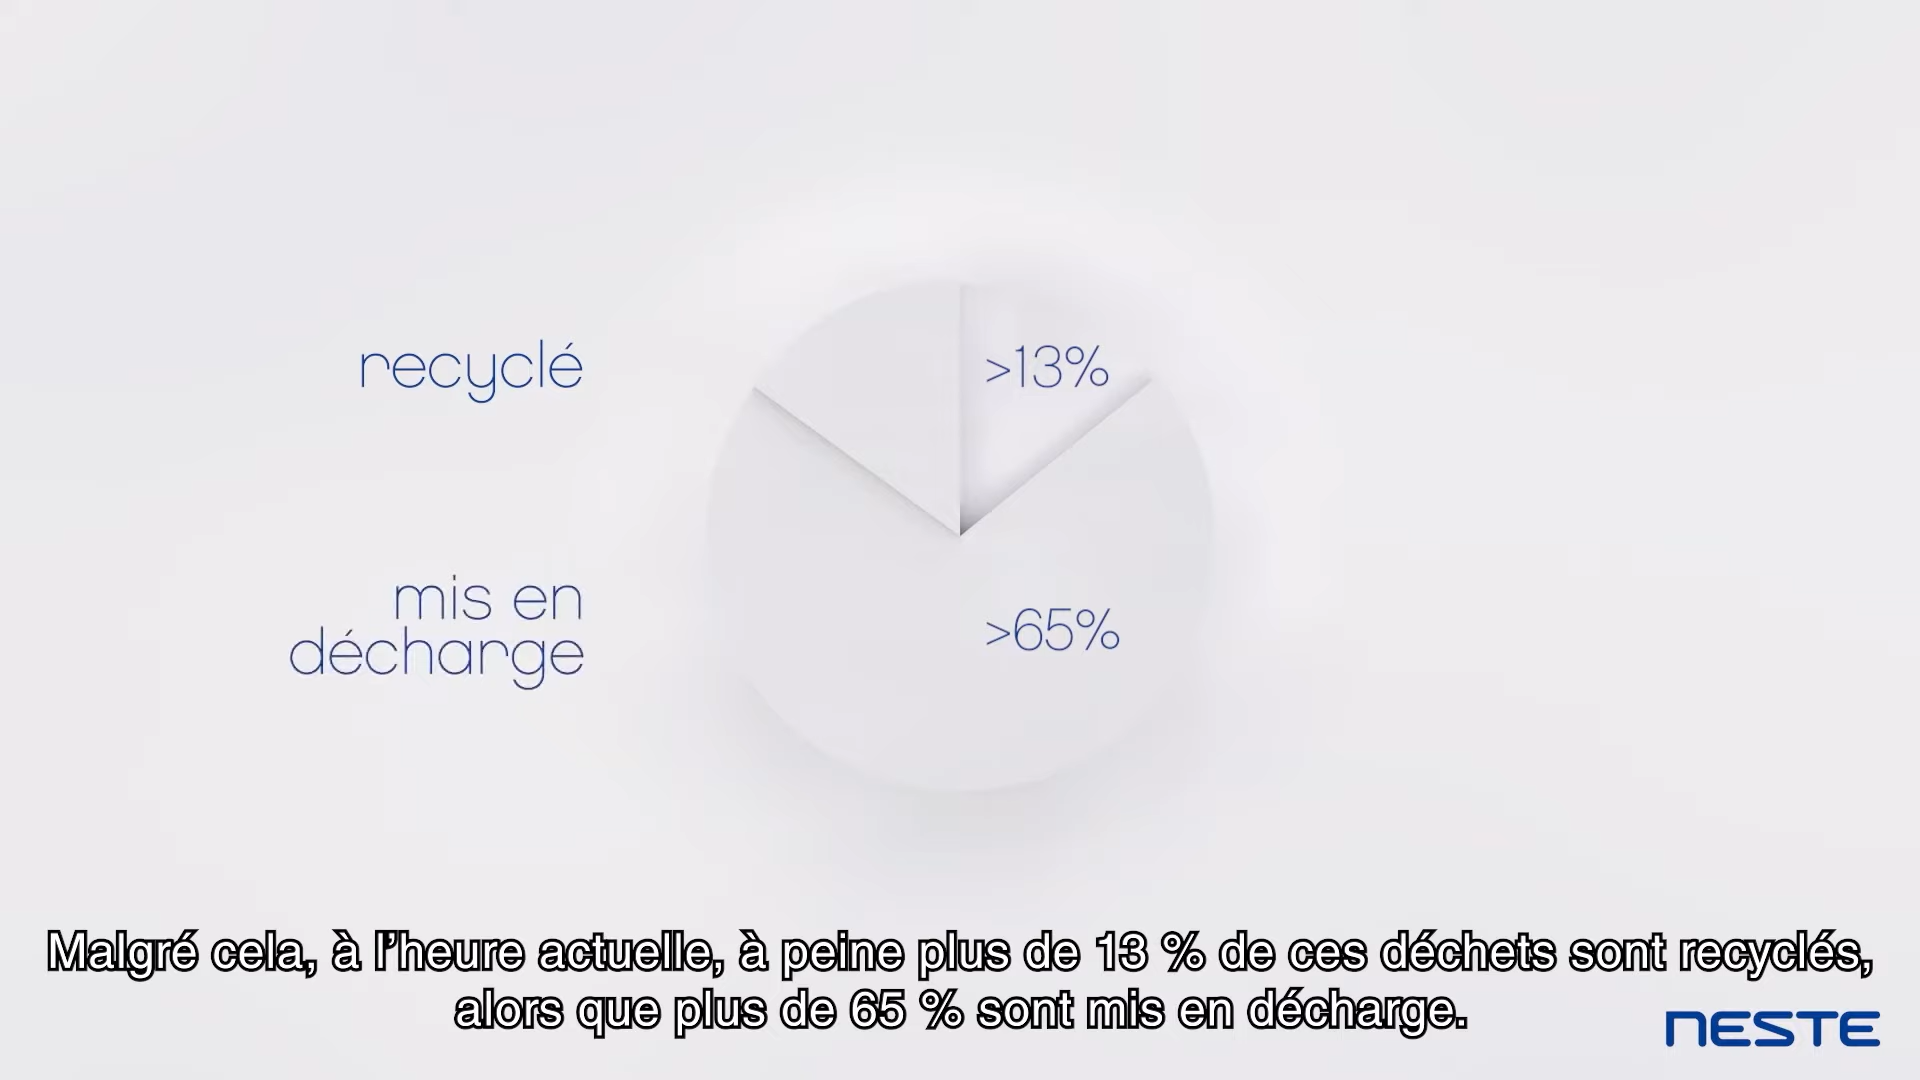 recyclé
>13%
mis en
décharge
>65%
Malgré cela, à l'heure actuelle, à peine plus de 13 % de ces déchets sont recyclés,
alors que plus de 65 % sont mis en décharge.
NESTE